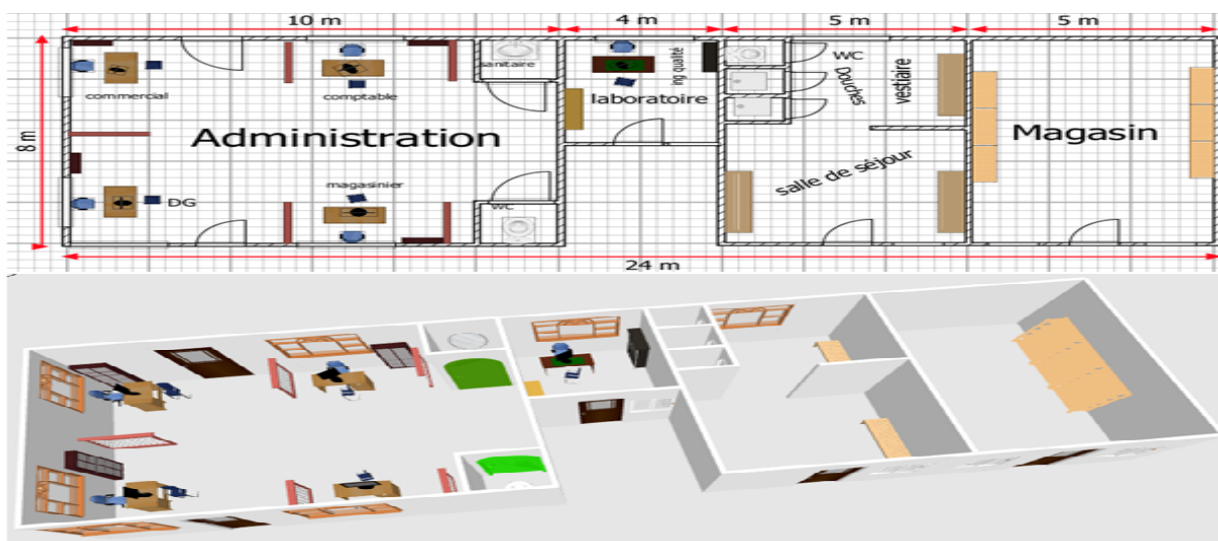 10 m
4 m
5 m
5 m
8 m
commercial
comptable
sanitaire
ing qualité
laboratoire
WC
Douches
vestiaire
Administration
Magasin
salle de séjour
magasinier
DG
WC
24 m